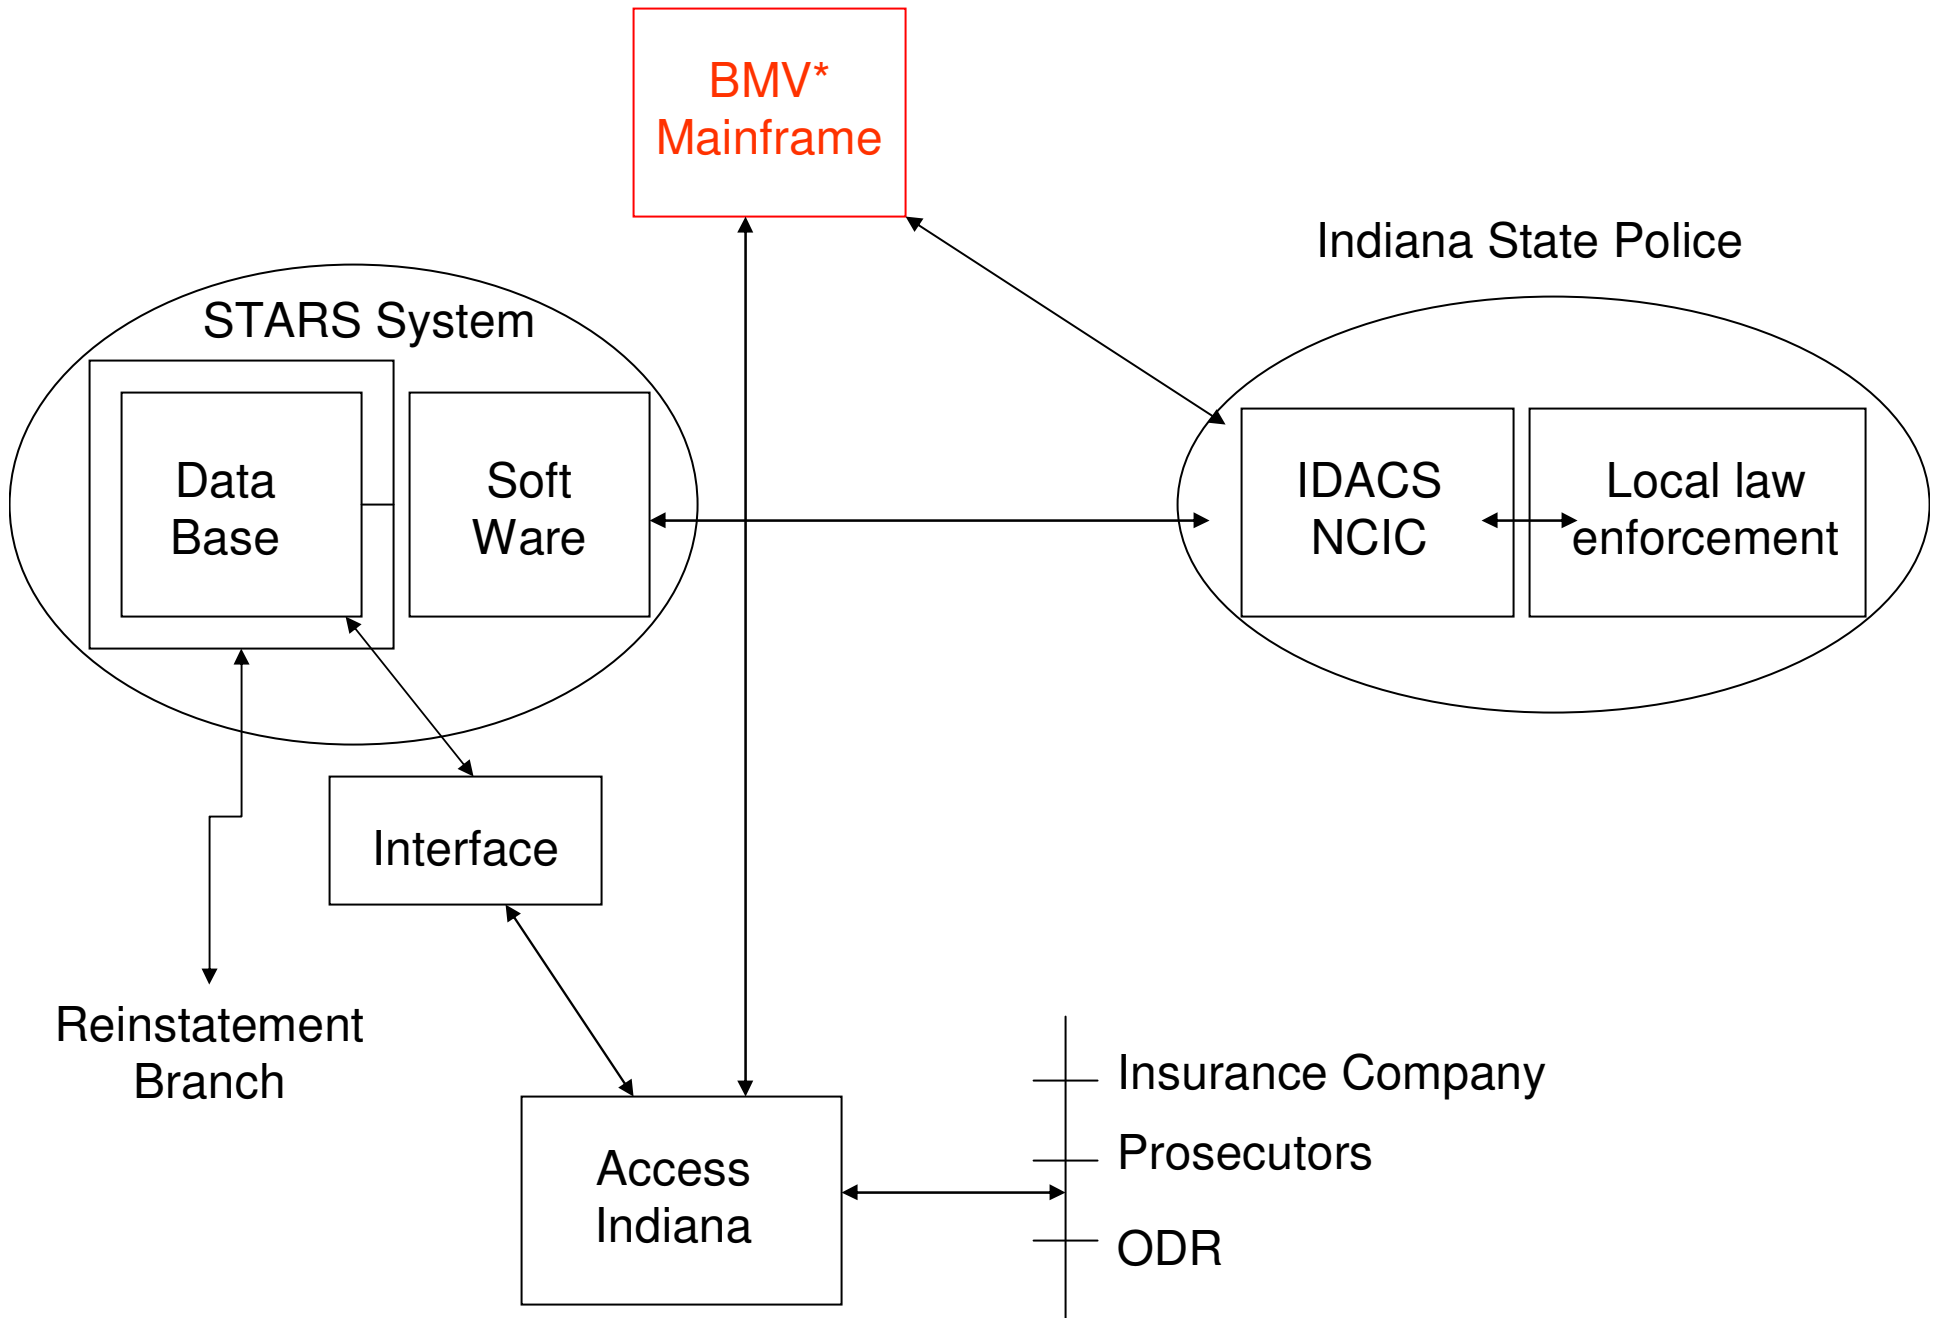 BMV*
Mainframe
Indiana State Police
STARS System
Data
Base
Soft
Ware
IDACS
NCIC
Local law
enforcement
Interface
Reinstatement
Branch
Access
Indiana
Insurance Company
Prosecutors
ODR